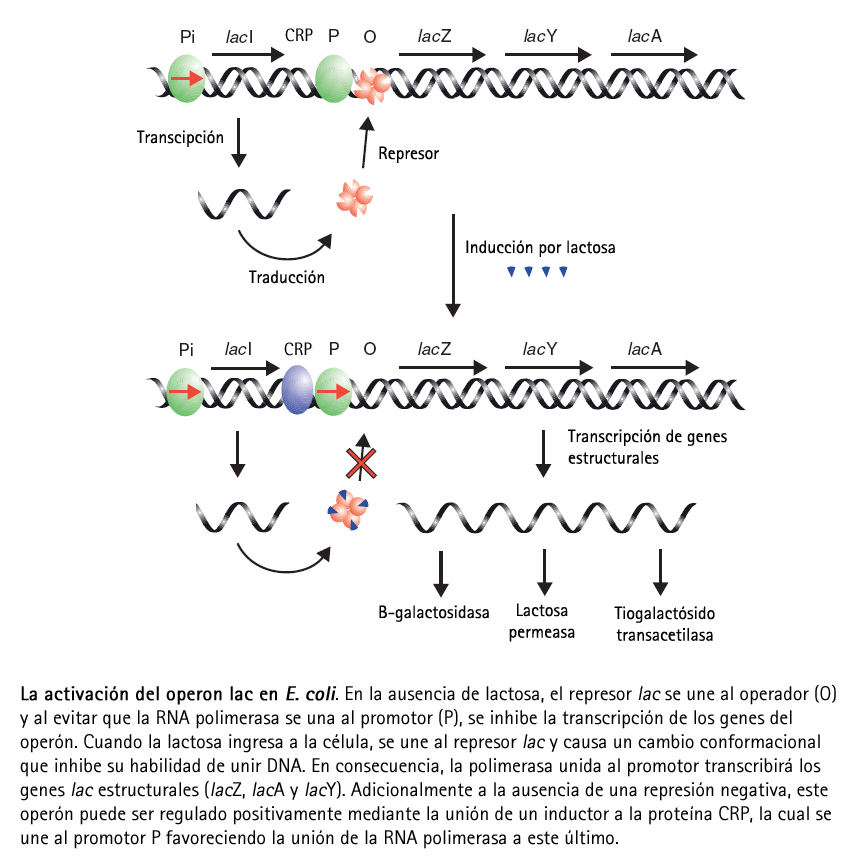 Pi lacI CRP P O lacZ lacY lacA
Transcipción
Represor
Traducción
Inducción por lactosa
Pi lacI CRP P O lacZ lacY lacA
Transcripción de genes
estructurales
B-galactosidasa
Lactosa
permeasa
Tiogalactósido
transacetilasa
La activación del operon lac en E. coli. En la ausencia de lactosa, el represor lac se une al operador (O)
y al evitar que la RNA polimerasa se una al promotor (P), se inhibe la transcripción de los genes del
operón. Cuando la lactosa ingresa a la célula, se une al represor lac y causa un cambio conformacional
que inhibe su habilidad de unir DNA. En consecuencia, la polimerasa unida al promotor transcribirá los
genes lac estructurales (lacZ, lacA y lacY). Adicionalmente a la ausencia de una represión negativa, este
operón puede ser regulado positivamente mediante la unión de un inductor a la proteína CRP, la cual se
une al promotor P favoreciendo la unión de la RNA polimerasa a este último.